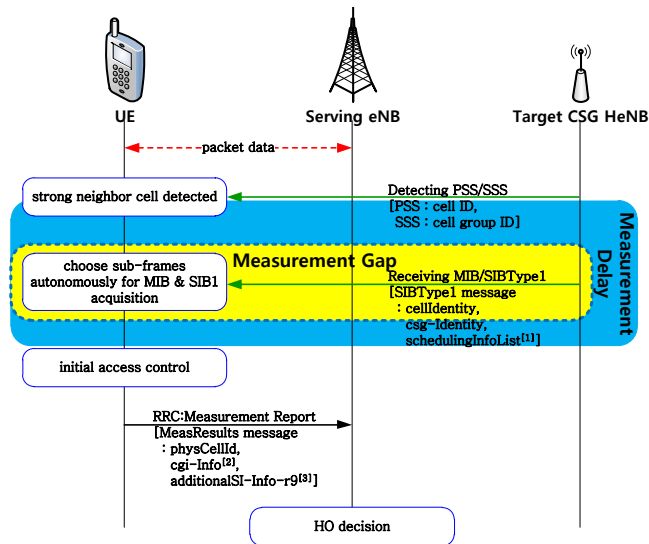 UE
Serving eNB
Target CSG HeNB
packet data
strong neighbor cell detected
Detecting PSS/SSS
[PSS : cell ID,
SSS : cell group ID]
Measurement
Delay
Measurement Gap
choose sub-frames
autonomously for MIB & SIB1
acquisition
Receiving MIB/SIBType1
[SIBType1 message
: cellIdentity,
csg-Identity,
schedulingInfoList[1]]
initial access control
RRC:Measurement Report
[MeasResults message
: physCellId,
cgi-Info[2],
additionalSI-Info-r9[3]]
HO decision